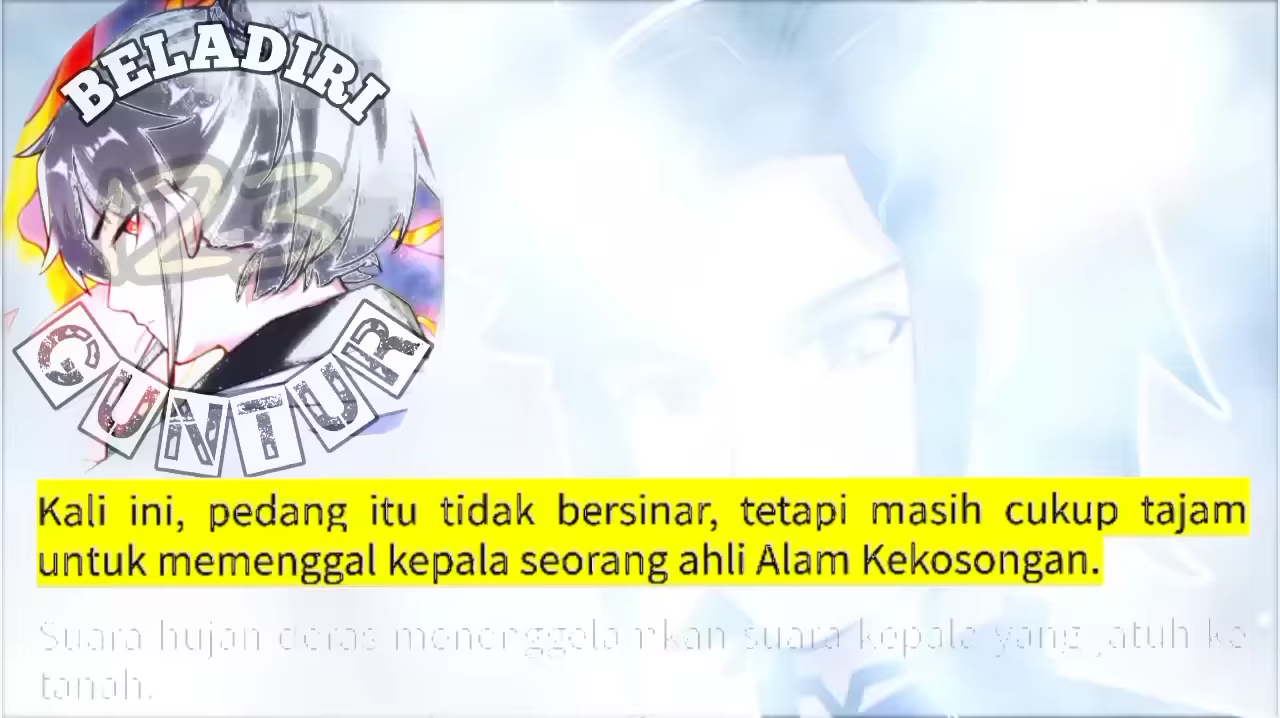 BELADIRI
23
GUNTUR
Kali ini, pedang itu tidak bersinar, tetapi masih cukup tajam
untuk memenggal kepala seorang ahli Alam Kekosongan.
Suara hujan deras menenggelamkan suara kepala yang jatuh ke
tanah.